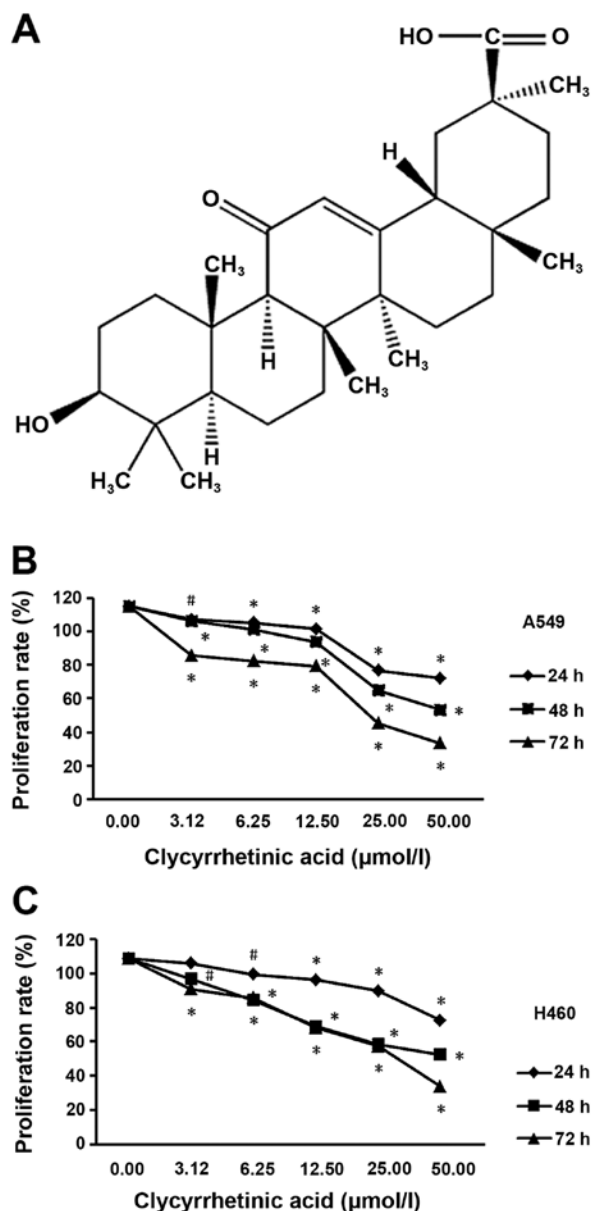 A
HO
C
O
CH₃
H
O
CH₃
CH₃
H
CH₃
CH₃
HO
H
H₃C
CH₃
B
Proliferation rate (%)
120
100
80
60
40
20
0
#
*
*
*
*
*
*
*
*
*
*
*
*
*
*
0.00 3.12 6.25 12.50 25.00 50.00
Clycyrrhetinic acid (µmol/l)
A549
24 h
48 h
72 h
C
Proliferation rate (%)
120
100
80
60
40
20
0
#
*
*
*
#
*
*
*
*
*
*
*
*
*
0.00 3.12 6.25 12.50 25.00 50.00
Clycyrrhetinic acid (µmol/l)
H460
24 h
48 h
72 h